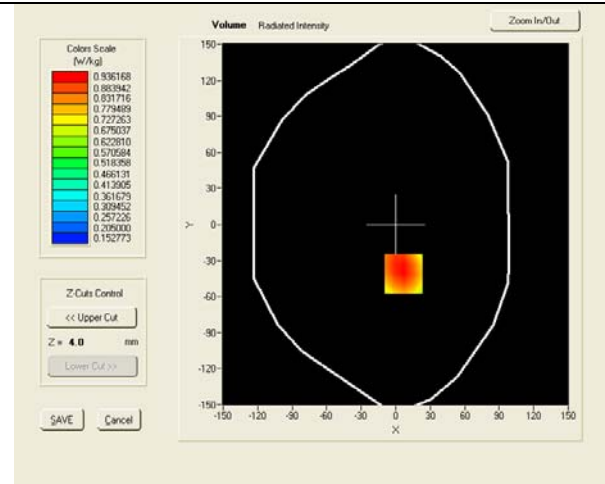 Volume Radiated Intensity
Zoom In/Out
Colors Scale
(W/kg)
0.936168
0.883942
0.831716
0.779489
0.727263
0.675037
0.622810
0.570584
0.518358
0.466131
0.413905
0.361679
0.309452
0.257226
0.205000
0.152773
Z-Cuts Control
<< Upper Cut
Z = 4.0 mm
Lower Cut >>
SAVE Cancel
150
120
90
60
30
0
-30
-60
-90
-120
-150
Y
-150 -120 -90 -60 -30 0 30 60 90 120 150
X